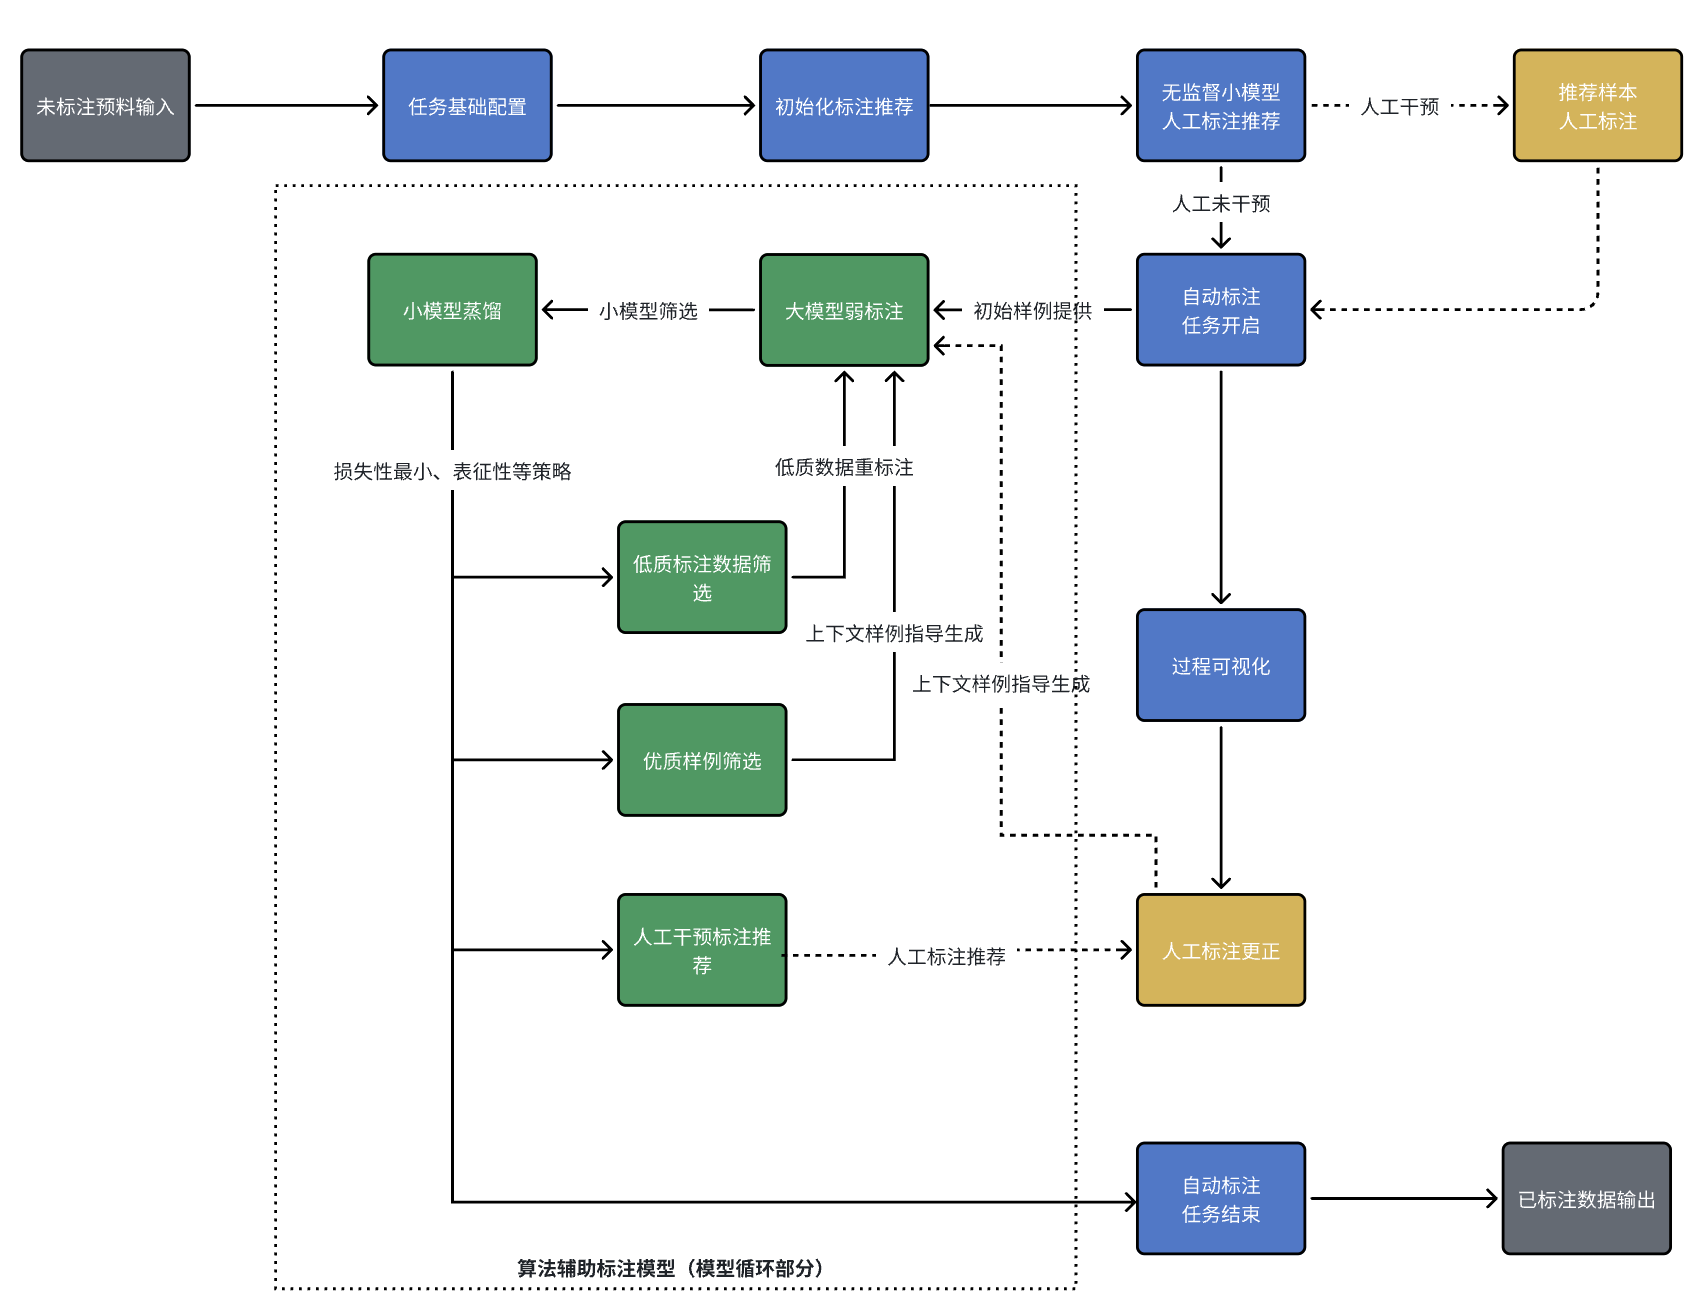 未标注预料输入
任务基础配置
初始化标注推荐
无监督小模型
人工标注推荐
人工干预
推荐样本
人工标注
人工未干预
小模型蒸馏
小模型筛选
大模型弱标注
初始样例提供
自动标注
任务开启
损失性最小、表征性等策略
低质数据重标注
低质标注数据筛
选
上下文样例指导生成
上下文样例指导生成
过程可视化
优质样例筛选
人工干预标注推
荐
人工标注推荐
人工标注更正
自动标注
任务结束
已标注数据输出
算法辅助标注模型（模型循环部分）